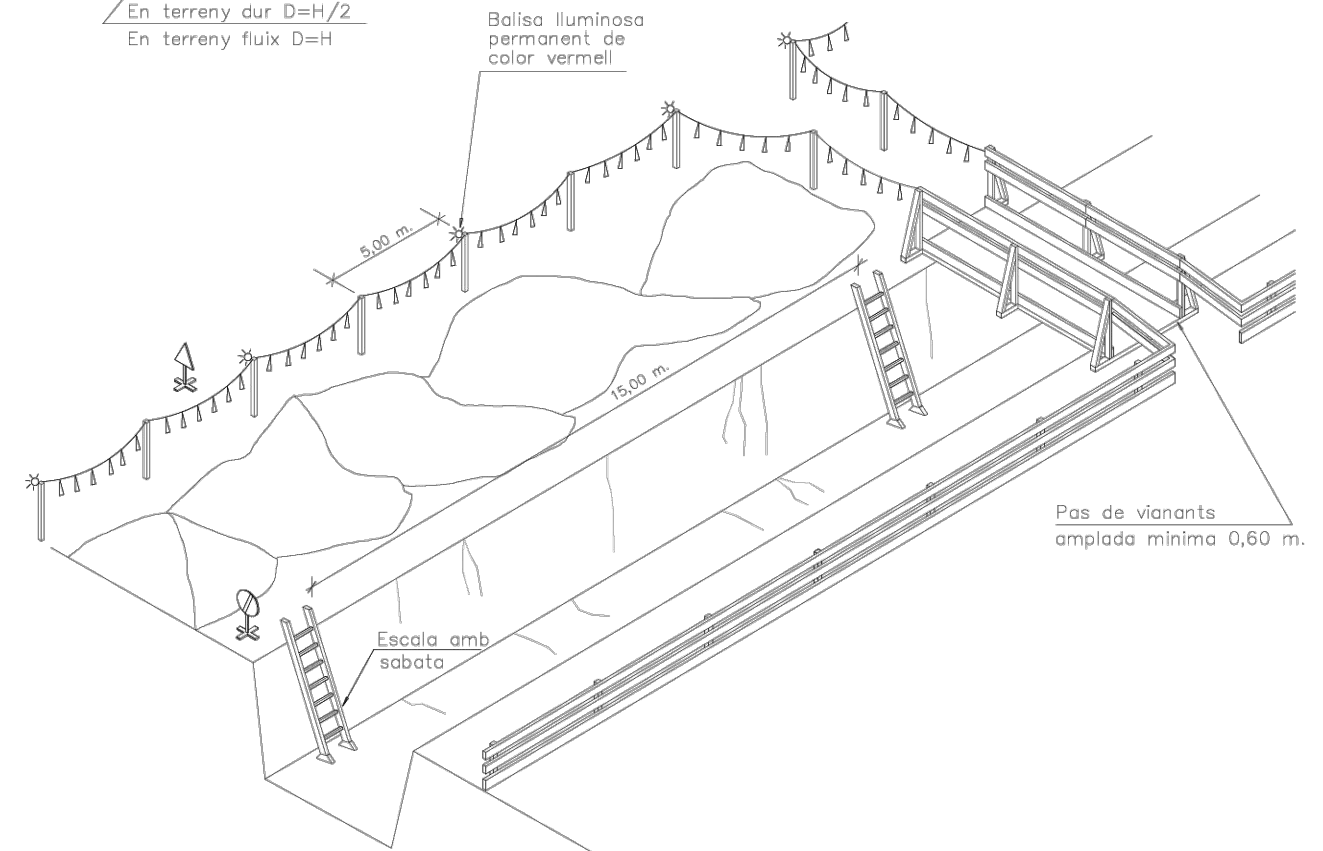 En terreny dur D=H/2
En terreny fluix D=H
Balisa lluminosa
permanent de
color vermell
5,00 m.
15,00 m.
Pas de vianants
amplada minima 0,60 m.
Escala amb
sabata